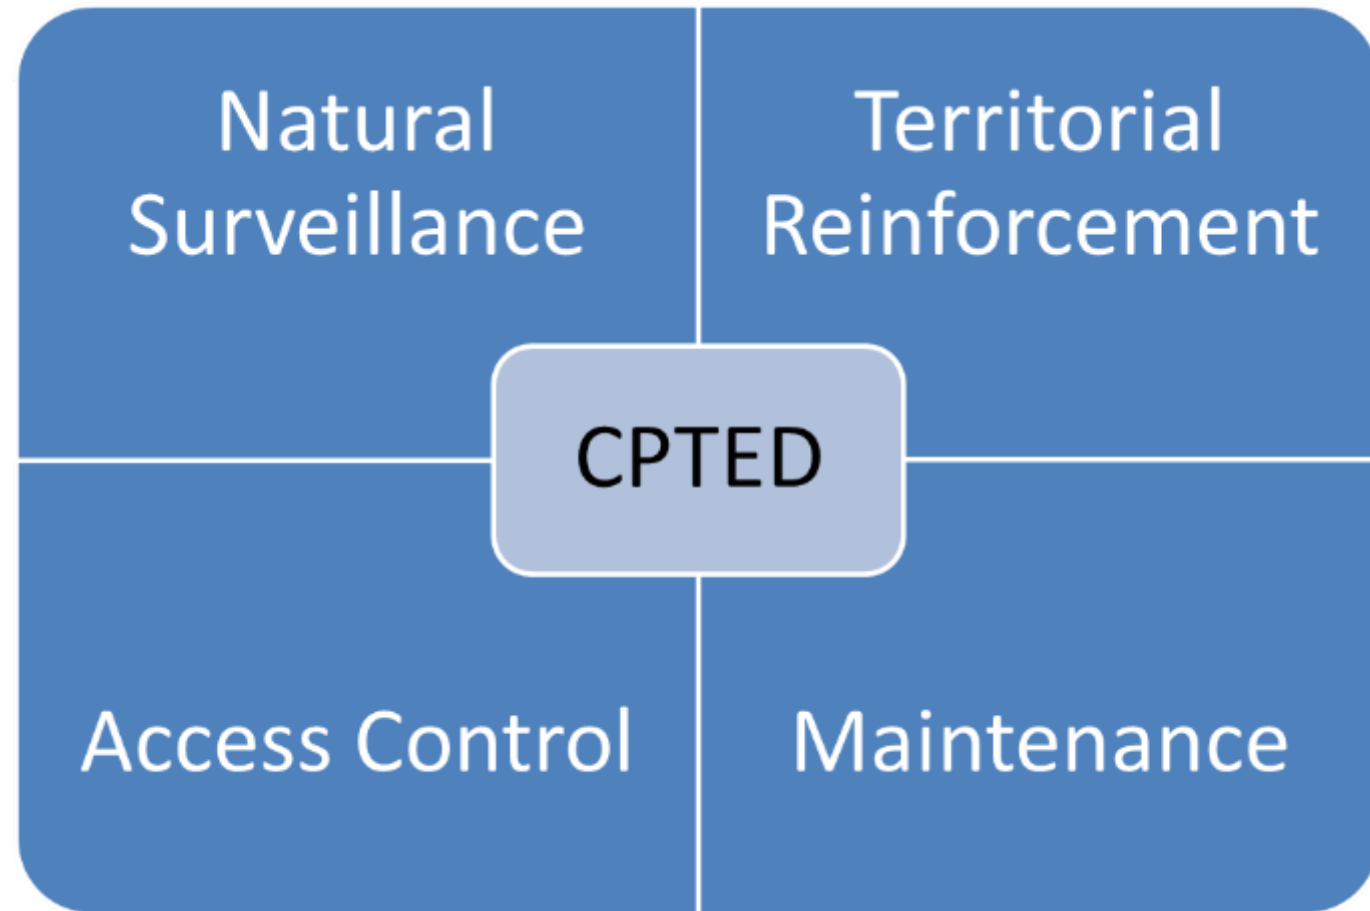 Natural
Surveillance
Territorial
Reinforcement
CPTED
Access Control
Maintenance